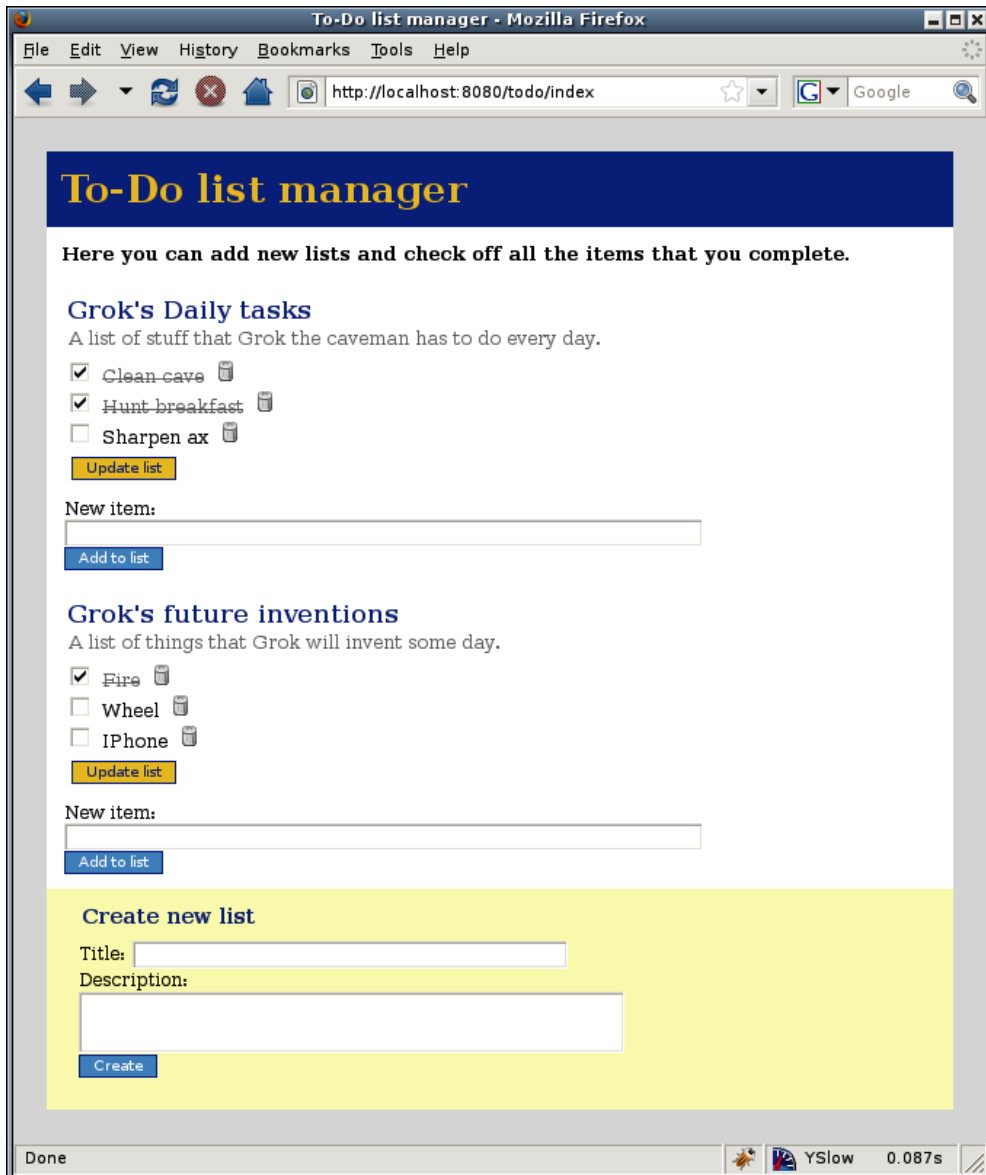 To-Do list manager - Mozilla Firefox
File Edit View History Bookmarks Tools Help
http://localhost:8080/todo/index G Google
To-Do list manager
Here you can add new lists and check off all the items that you complete.
Grok's Daily tasks
A list of stuff that Grok the caveman has to do every day.
Clean cave
Hunt breakfast
Sharpen ax
Update list
New item:
Add to list
Grok's future inventions
A list of things that Grok will invent some day.
Fire
Wheel
IPhone
Update list
New item:
Add to list
Create new list
Title:
Description:
Create
Done YSlow 0.087s